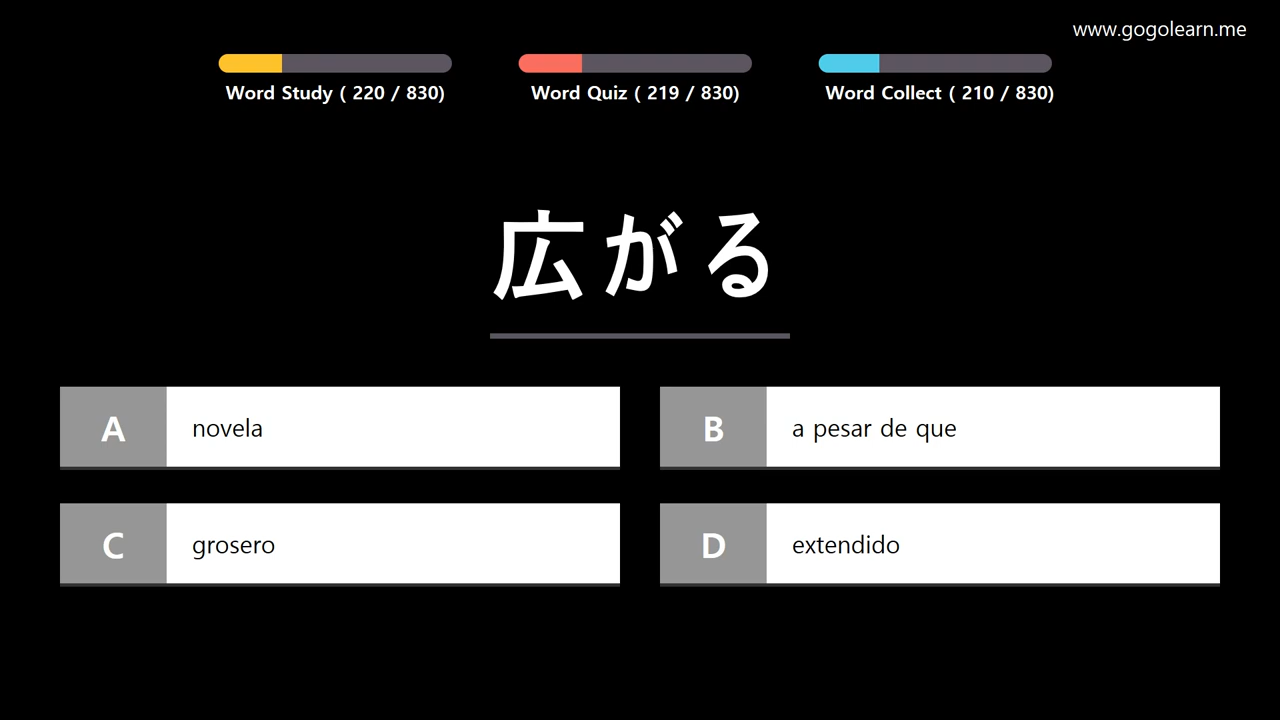 www.gogolearn.me
Word Study ( 220 / 830)
Word Quiz ( 219 / 830)
Word Collect ( 210 / 830)
広がる
A novela
B a pesar de que
C grosero
D extendido